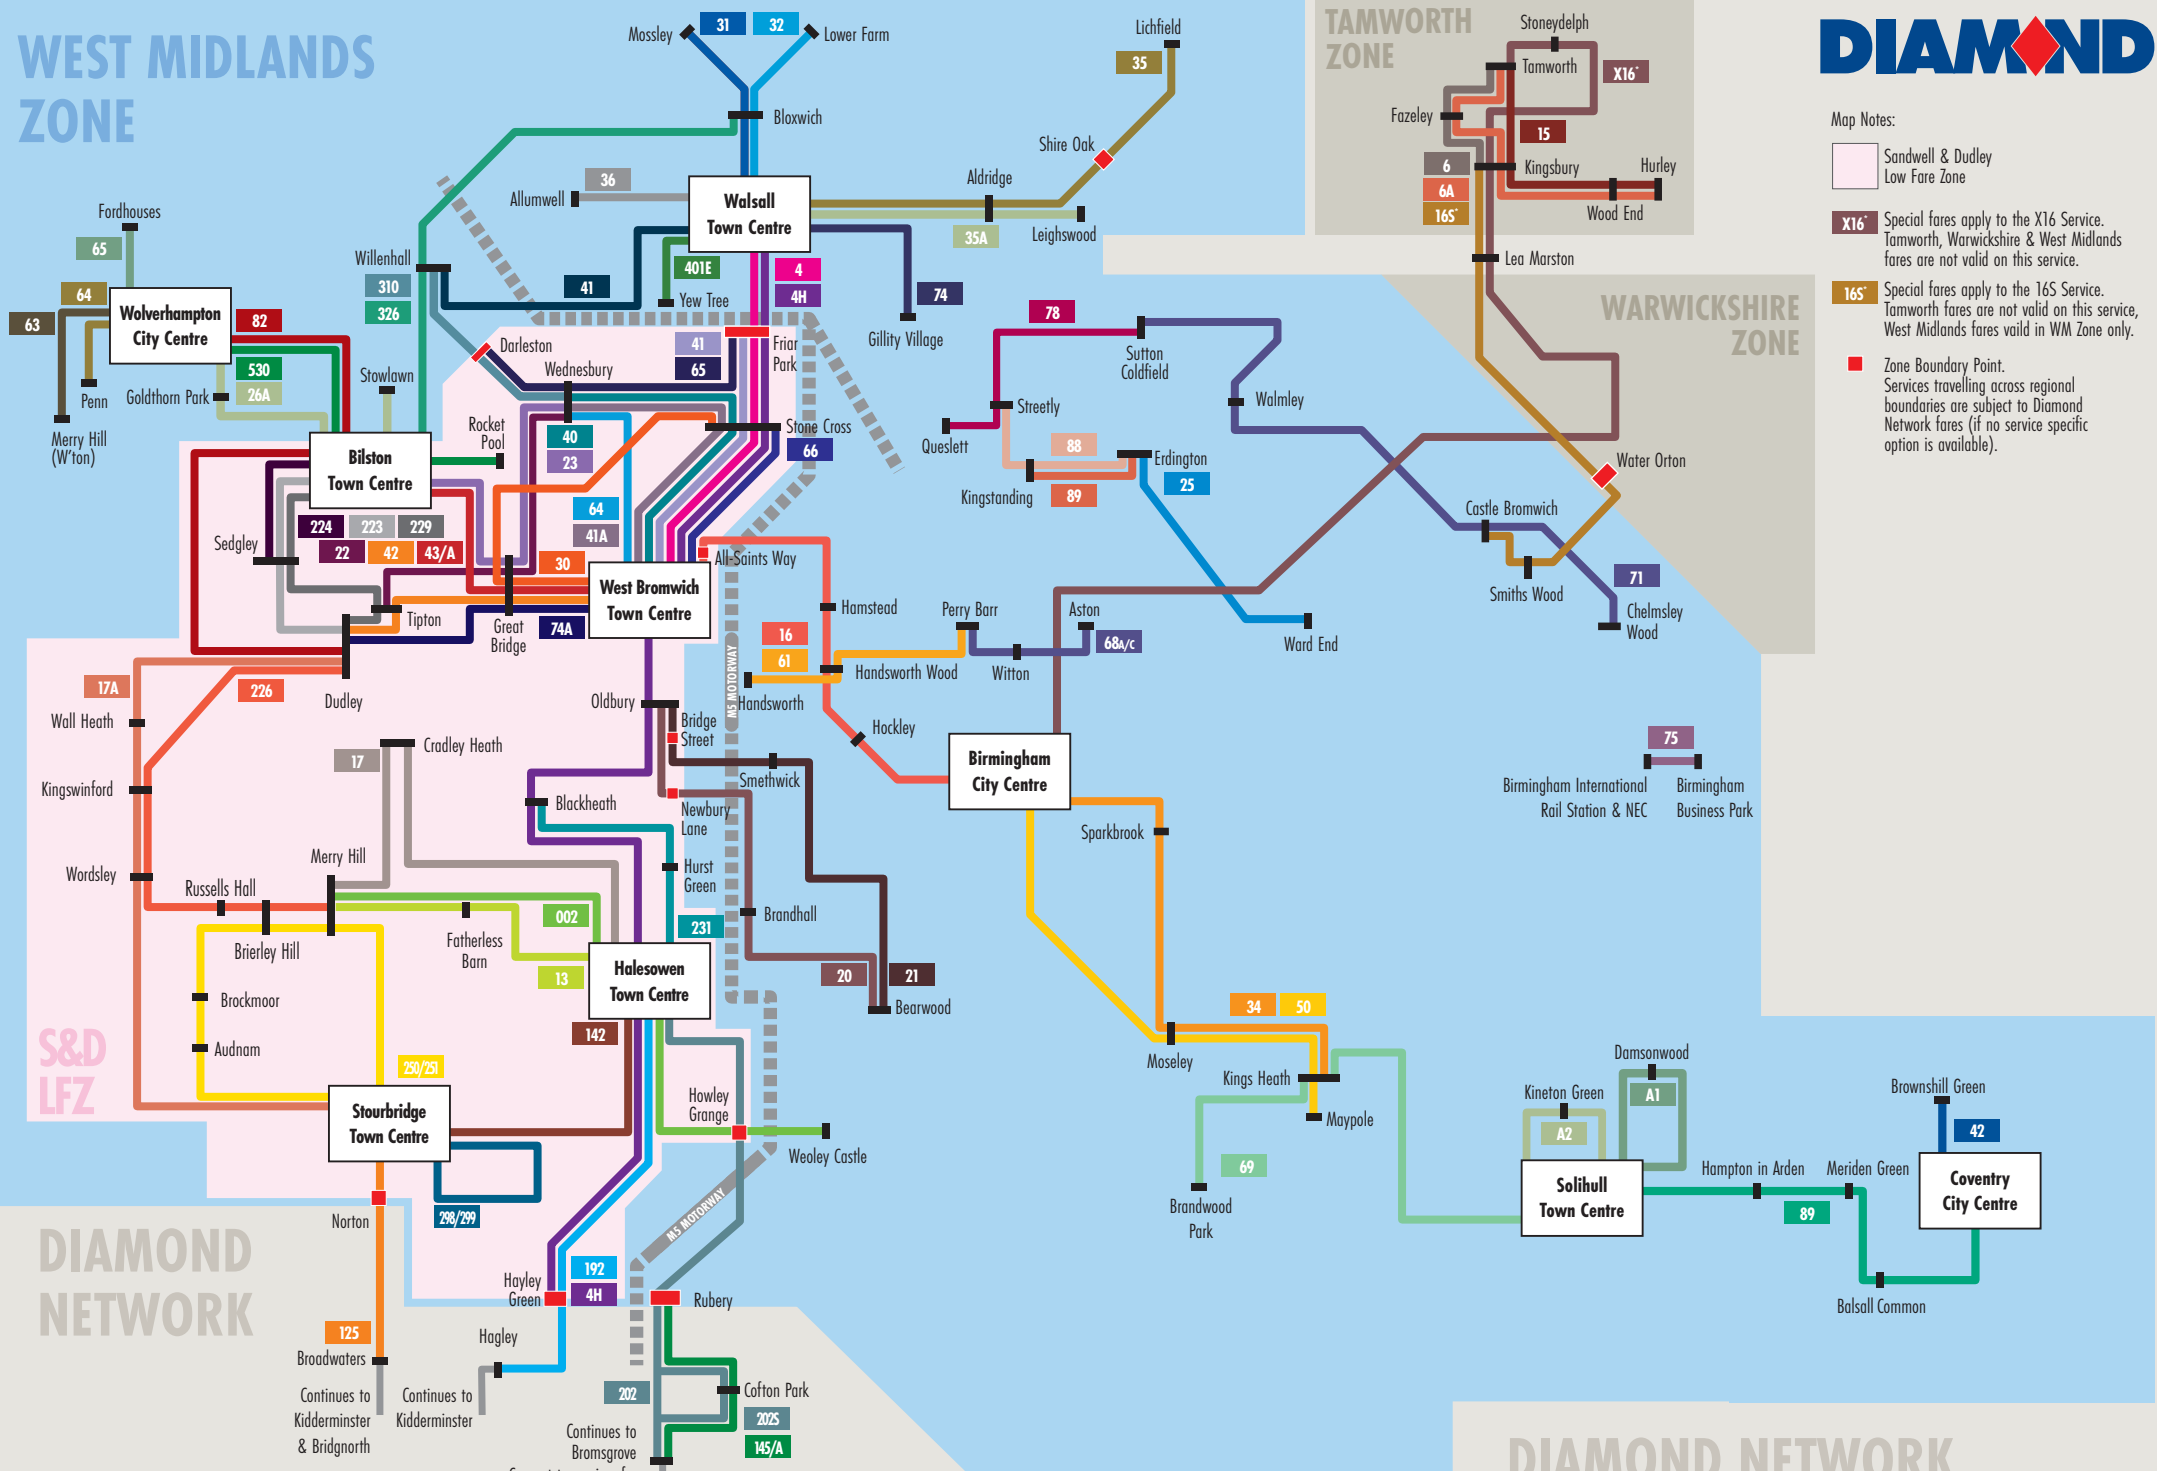 WEST MIDLANDS
ZONE
TAMWORTH
ZONE
DIAMOND
Map Notes:
Sandwell & Dudley
Low Fare Zone
X16*
Special fares apply to the X16 Service.
Tamworth, Warwickshire & West Midlands
fares are not valid on this service.
16S*
Special fares apply to the 16S Service.
Tamworth fares are not valid on this service,
West Midlands fares vaild in WM Zone only.
Zone Boundary Point.
Services travelling across regional
boundaries are subject to Diamond
Network fares (if no service specific
option is available).
Mossley
31
32
Lower Farm
Lichfield
35
Stoneydelph
Tamworth
X16*
Fazeley
15
6
6A
16S*
Kingsbury
Hurley
Wood End
Lea Marston
WARWICKSHIRE
ZONE
Bloxwich
Shire Oak
36
Allumwell
Walsall
Town Centre
Aldridge
35A
Leighswood
Fordhouses
65
Willenhall
310
326
41
401E
Yew Tree
4
4H
74
Gillity Village
64
63
Wolverhampton
City Centre
82
530
26A
Goldthorn Park
Penn
Merry Hill
(W'ton)
Stowlawn
Darleston
Wednesbury
41
65
Friar
Park
78
Sutton
Coldfield
Streetly
Queslett
Walmley
Rocket
Pool
40
23
Stone Cross
66
88
Erdington
Kingstanding
89
25
Water Orton
Castle Bromwich
Smiths Wood
71
Chelmsley
Wood
Bilston
Town Centre
64
41A
224
223
229
22
42
43/A
30
Sedgley
West Bromwich
Town Centre
All-Saints Way
Tipton
Great
Bridge
74A
Hamstead
Perry Barr
Aston
68A/C
Witton
Ward End
16
61
Handsworth Wood
Handsworth
M5 MOTORWAY
17A
226
Dudley
Wall Heath
Oldbury
Bridge
Street
Hockley
Cradley Heath
17
Smethwick
Birmingham
City Centre
75
Birmingham International
Rail Station & NEC
Birmingham
Business Park
Kingswinford
Blackheath
Newbury
Lane
Sparkbrook
Merry Hill
Wordsley
Russells Hall
Hurst
Green
Brierley Hill
Fatherless
Barn
002
231
Brandhall
13
Halesowen
Town Centre
20
21
Bearwood
Brockmoor
Audnam
S&D
LFZ
142
250/251
34
50
Moseley
Kings Heath
Maypole
Stourbridge
Town Centre
Howley
Grange
Weoley Castle
69
Brandwood
Park
Damsonwood
A1
Kineton Green
A2
Brownshill Green
42
Solihull
Town Centre
Hampton in Arden
Meriden Green
89
Coventry
City Centre
Balsall Common
298/299
Norton
M5 MOTORWAY
DIAMOND
NETWORK
Hayley
Green
192
4H
Rubery
125
Broadwaters
Hagley
Continues to
Kidderminster
& Bridgnorth
Continues to
Kidderminster
202
Cofton Park
202S
145/A
Continues to
Bromsgrove
DIAMOND NETWORK